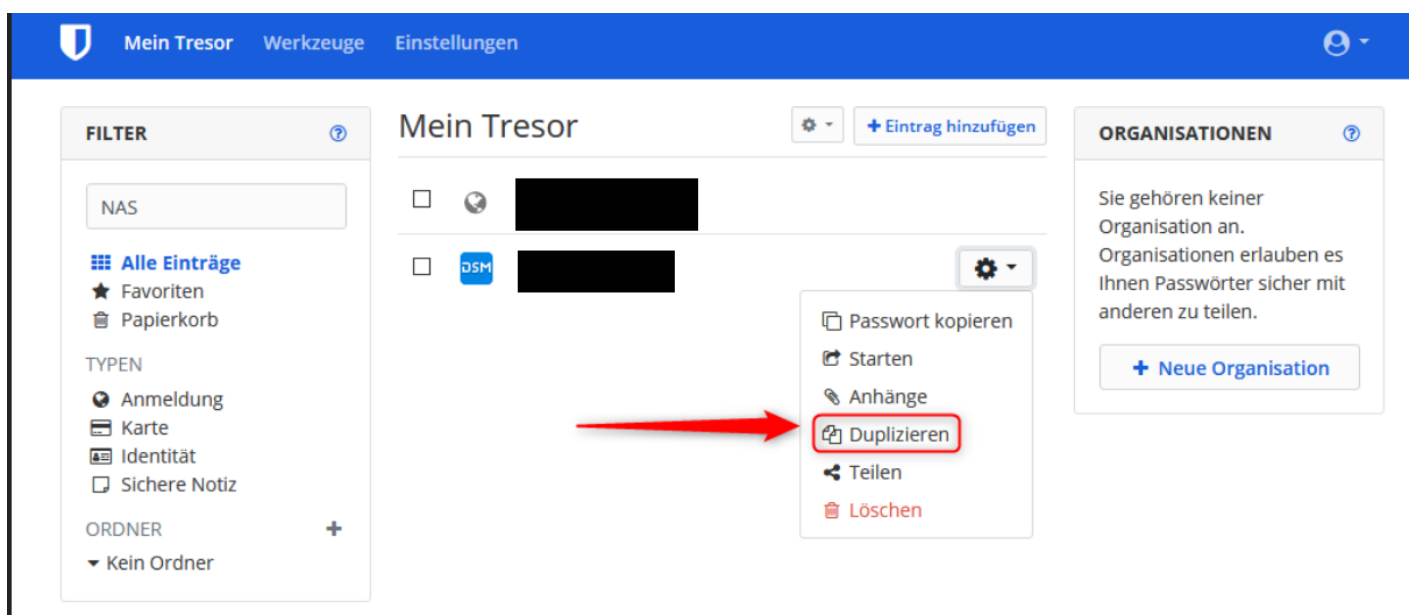 Mein Tresor Werkzeuge Einstellungen
FILTER
NAS
Alle Einträge
Favoriten
Papierkorb
TYPEN
Anmeldung
Karte
Identität
Sichere Notiz
ORDNER
Kein Ordner
Mein Tresor
Eintrag hinzufügen
DSM
Passwort kopieren
Starten
Anhänge
Duplizieren
Teilen
Löschen
ORGANISATIONEN
Sie gehören keiner
Organisation an.
Organisationen erlauben es
Ihnen Passwörter sicher mit
anderen zu teilen.
Neue Organisation